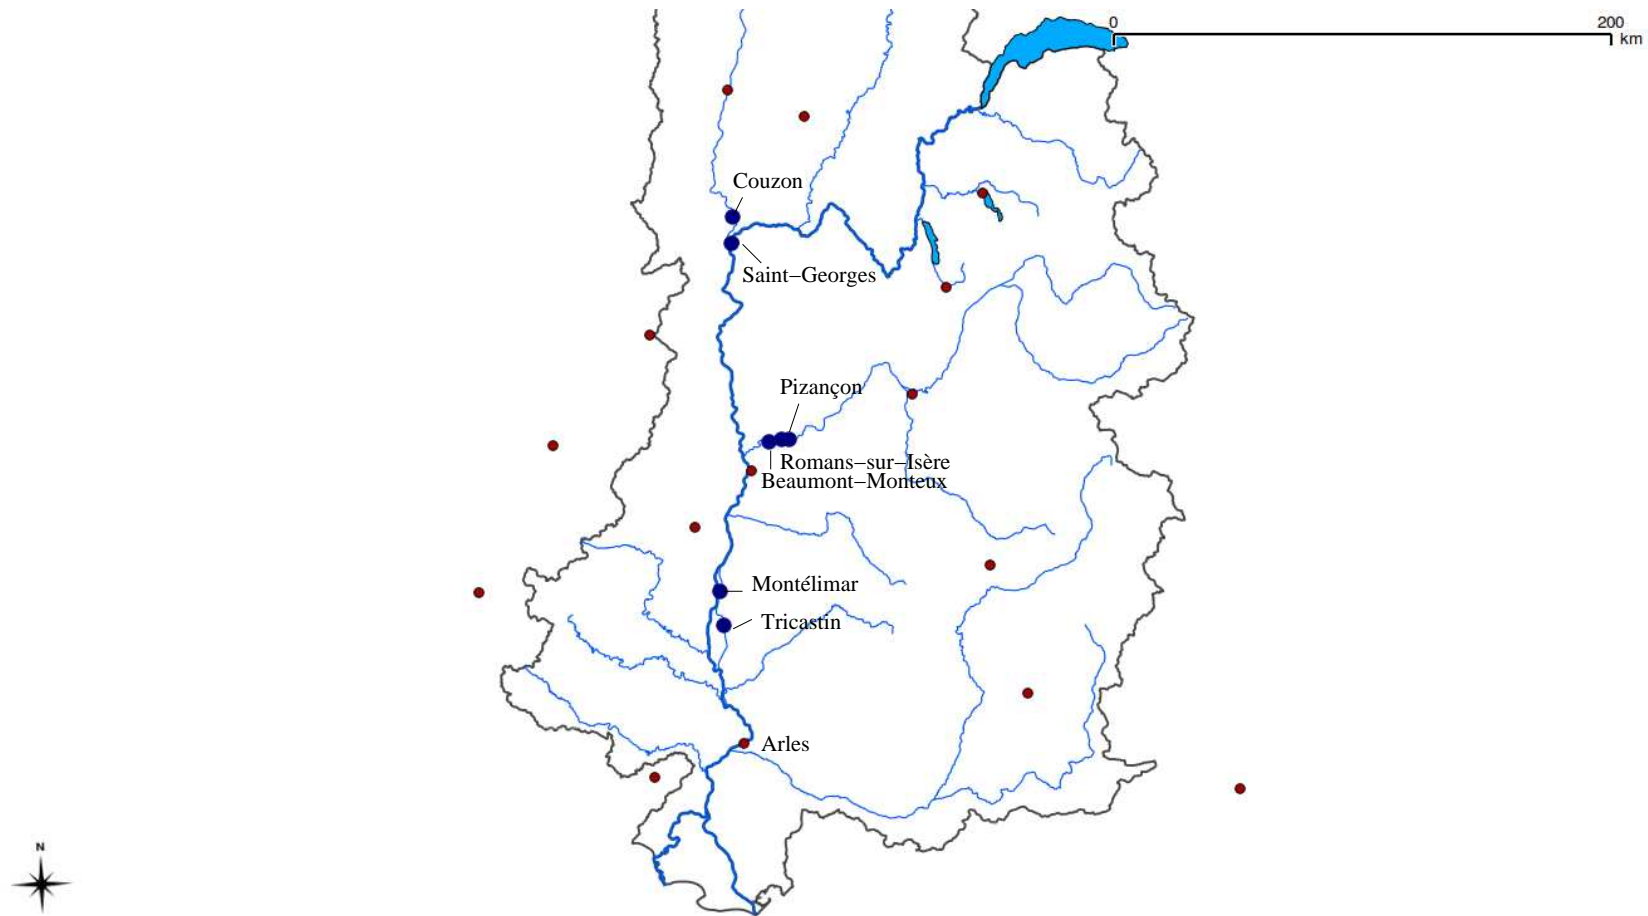 0
200
km
Couzon
Saint−Georges
Pizançon
Romans−sur−Isère
Beaumont−Monteux
Montélimar
Tricastin
Arles
N